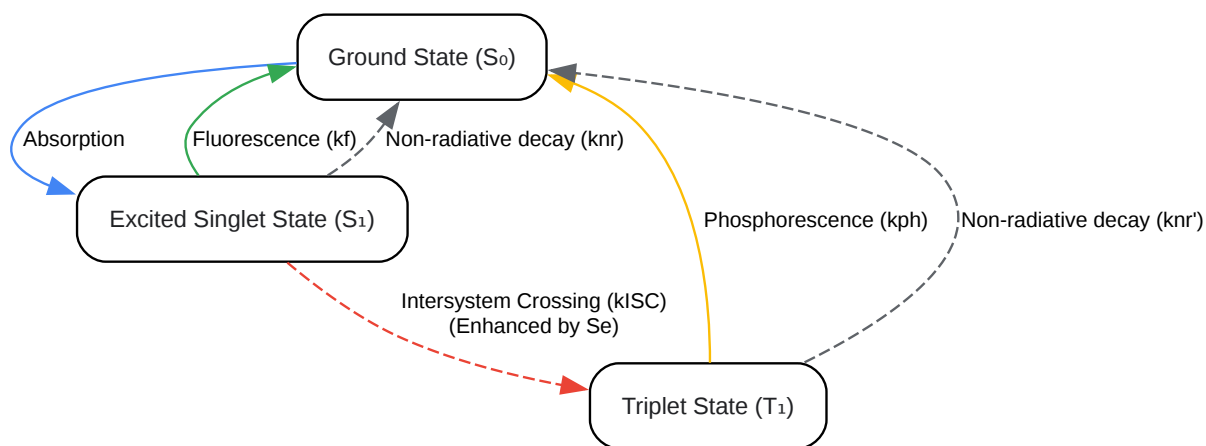 Ground State (S₀)
Absorption
Fluorescence (kf)
Non-radiative decay (knr)
Excited Singlet State (S₁)
Phosphorescence (kph)
Non-radiative decay (knr')
Intersystem Crossing (kISC)
(Enhanced by Se)
Triplet State (T₁)